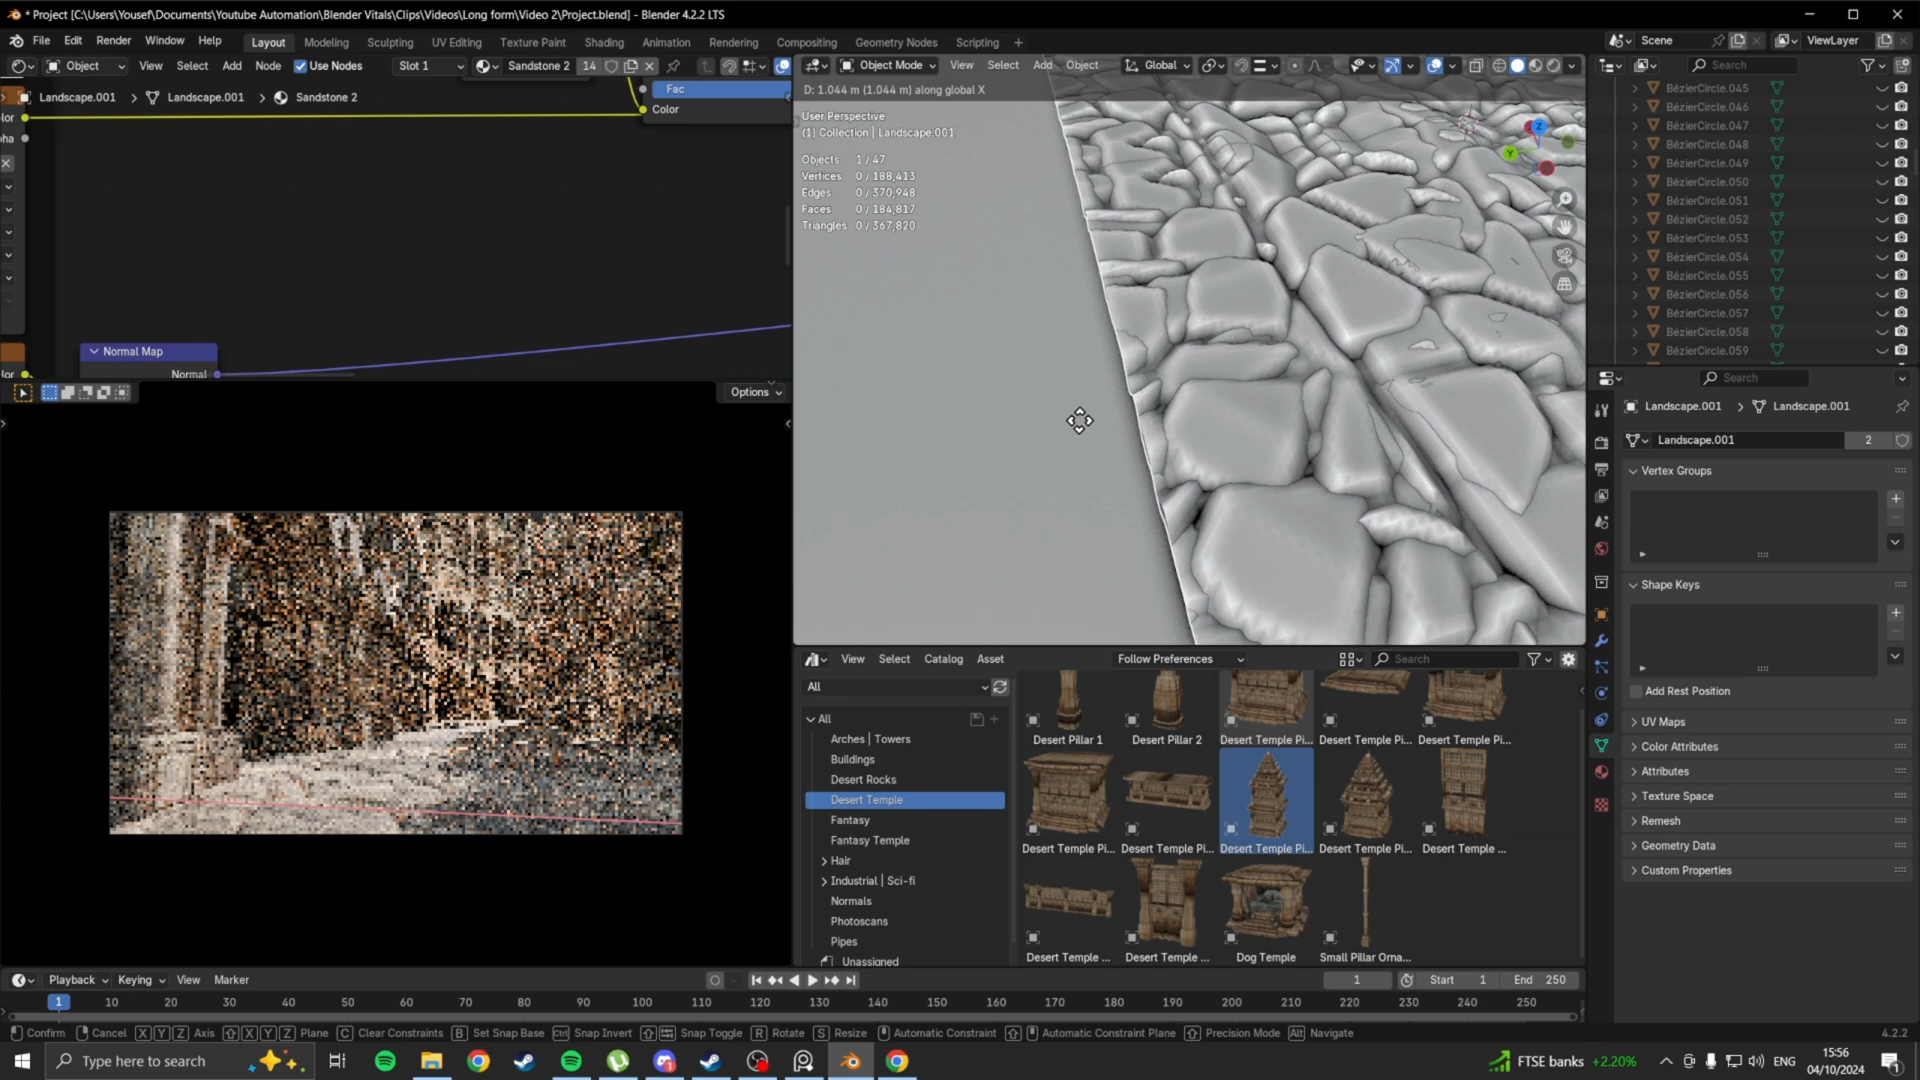 * Project [C:\Users\Yousef\Documents\Youtube Automation\Blender Vitals\Clips\Videos\Long form\Video 2\Project.blend] - Blender 4.2.2 LTS
File Edit Render Window Help Layout Modeling Sculpting UV Editing Texture Paint Shading Animation Rendering Compositing Geometry Nodes Scripting + Scene ViewLayer
Object View Select Add Node Use Nodes Slot 1 Sandstone 2 14
Object Mode View Select Add Object Global Search
Landscape.001 > Landscape.001 > Sandstone 2
Fac
Color
lor
ha
Normal Map
Normal
lor
Options
D: 1.044 m (1.044 m) along global X
User Perspective
(1) Collection | Landscape.001
Objects 1 / 47
Vertices 0 / 188,413
Edges 0 / 370,948
Faces 0 / 184,817
Triangles 0 / 367,820
Z
Y
BézierCircle.045
BézierCircle.046
BézierCircle.047
BézierCircle.048
BézierCircle.049
BézierCircle.050
BézierCircle.051
BézierCircle.052
BézierCircle.053
BézierCircle.054
BézierCircle.055
BézierCircle.056
BézierCircle.057
BézierCircle.058
BézierCircle.059
Search
Landscape.001 > Landscape.001
Landscape.001 2
Vertex Groups
Shape Keys
Add Rest Position
UV Maps
Color Attributes
Attributes
Texture Space
Remesh
Geometry Data
Custom Properties
View Select Catalog Asset Follow Preferences Search
All
All
Arches | Towers
Buildings
Desert Rocks
Desert Temple
Fantasy
Fantasy Temple
Hair
Industrial | Sci-fi
Normals
Photoscans
Pipes
Unassigned
Desert Pillar 1 Desert Pillar 2 Desert Temple Pi... Desert Temple Pi... Desert Temple Pi...
Desert Temple Pi... Desert Temple Pi... Desert Temple Pi... Desert Temple Pi... Desert Temple ...
Desert Temple ... Desert Temple ... Dog Temple Small Pillar Orna...
Playback Keying View Marker 1 Start 1 End 250
1 10 20 30 40 50 60 70 80 90 100 110 120 130 140 150 160 170 180 190 200 210 220 230 240 250
Confirm Cancel X Y Z Axis X Y Z Plane C Clear Constraints B Set Snap Base Ctrl Snap Invert Snap Toggle R Rotate S Resize Automatic Constraint Automatic Constraint Plane Precision Mode Alt Navigate 4.2.2
Type here to search FTSE banks +2.20% ENG 15:56
04/10/2024 1